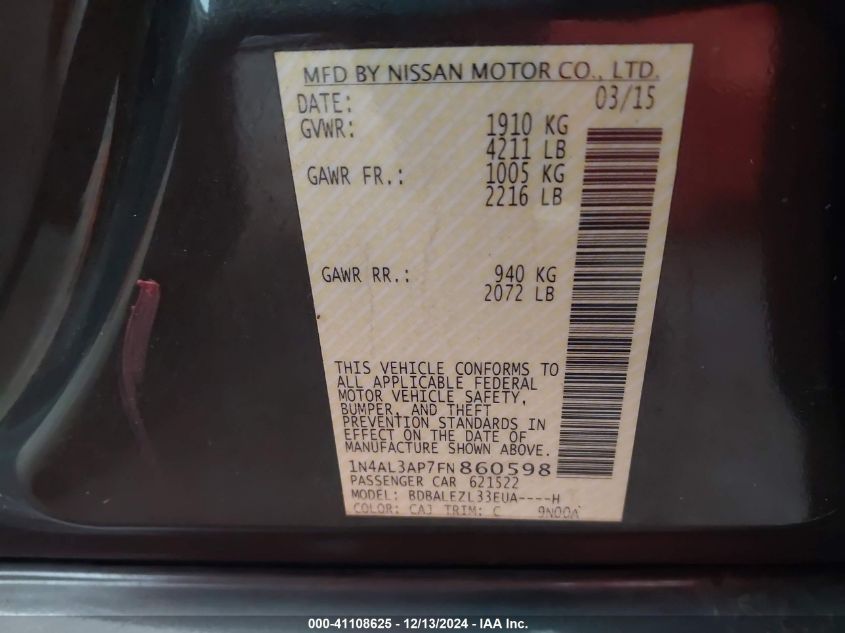 MFD BY NISSAN MOTOR CO., LTD.
DATE: 03/15
GVWR: 1910 KG
4211 LB
GAWR FR.: 1005 KG
2216 LB
GAWR RR.: 940 KG
2072 LB
THIS VEHICLE CONFORMS TO
ALL APPLICABLE FEDERAL
MOTOR VEHICLE SAFETY,
BUMPER, AND THEFT
PREVENTION STANDARDS IN
EFFECT ON THE DATE OF
MANUFACTURE SHOWN ABOVE.
1N4AL3AP7FN860598
PASSENGER CAR 621522
MODEL: BDBALEZL33EUA----H
COLOR: CAJ TRIM: C 9N00A
000-41108625 - 12/13/2024 - IAA Inc.